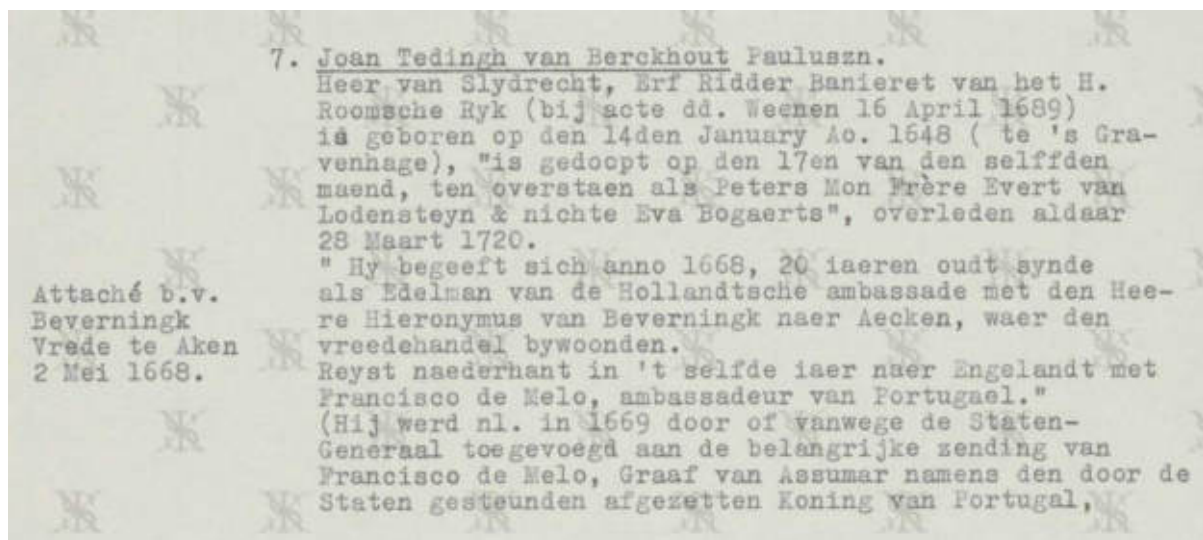 7. Joan Tedingh van Berckhout Pauluszn.
Heer van Slydrecht, Erf Ridder Banieret van het H.
Roomsche Ryk (bij acte dd. Weenen 16 April 1689)
is geboren op den 14den January Ao. 1648 ( te 's Gra-
venhage), "is gedoopt op den 17en van den selffden
maend, ten overstaen als Peters Mon Frère Evert van
Lodensteyn & nichte Eva Bogaerts", overleden aldaar
28 Maart 1720.
" Hy begeeft sich anno 1668, 20 iaeren oudt synde
als Edelman van de Hollandtsche ambassade met den Hee-
re Hieronymus van Beverningk naer Aecken, waer den
vreedehandel bywoonden.
Attaché b.v.
Beverningk
Vrede te Aken
2 Mei 1668.
Reyst naederhant in 't selfde iaer naer Engelandt met
Francisco de Melo, ambassadeur van Portugael."
(Hij werd nl. in 1669 door of vanwege de Staten-
Generaal toegevoegd aan de belangrijke zending van
Francisco de Melo, Graaf van Assumar namens den door de
Staten gesteunden afgezetten Koning van Portugal,